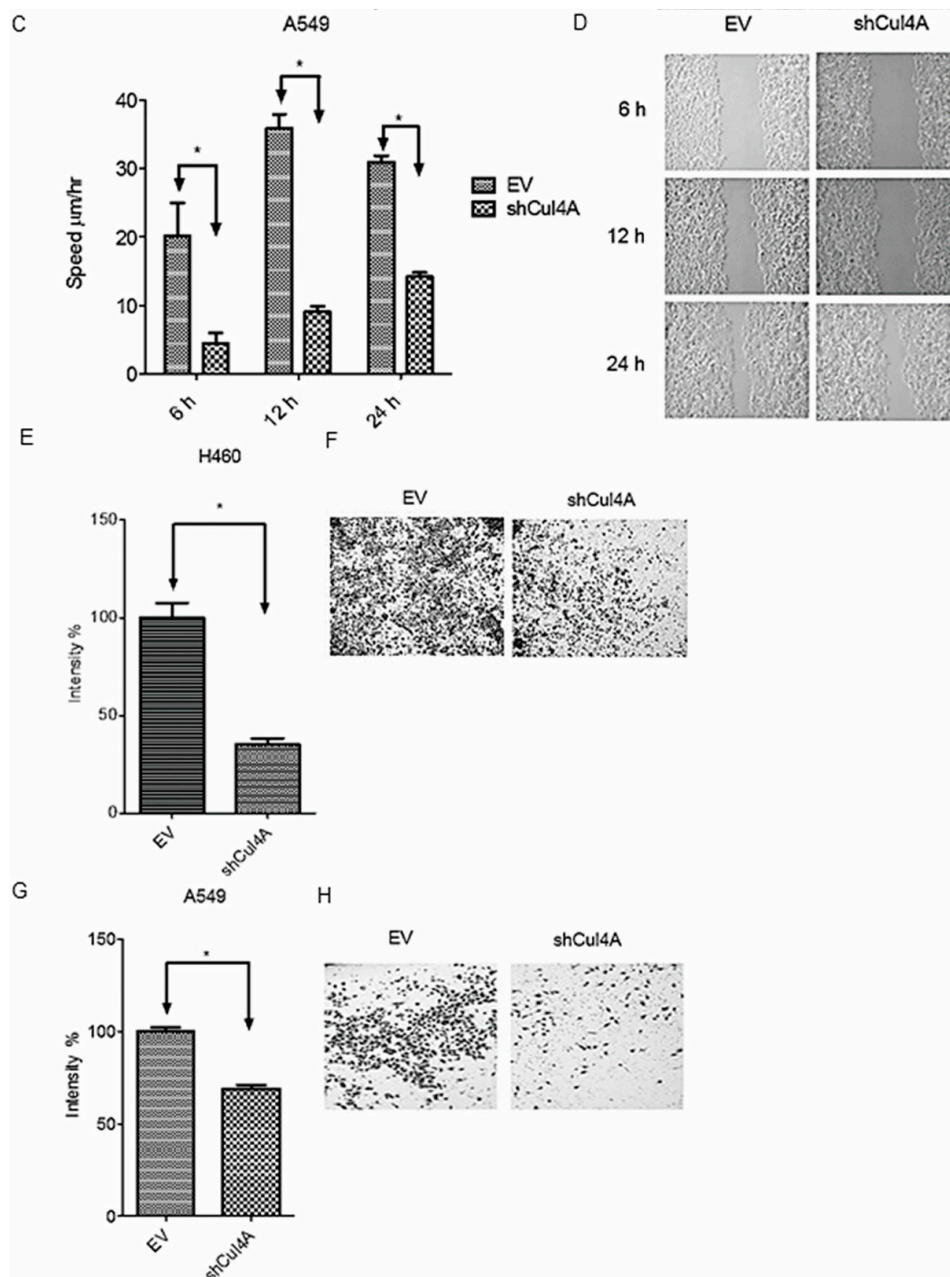 C
A549
*
*
*
40
30
20
10
0
Speed µm/hr
6 h
12 h
24 h
EV
shCul4A
D
EV
shCul4A
6 h
12 h
24 h
E
H460
*
150
100
50
0
Intensity %
EV
shCul4A
F
EV
shCul4A
G
A549
*
150
100
50
0
Intensity %
EV
shCul4A
H
EV
shCul4A